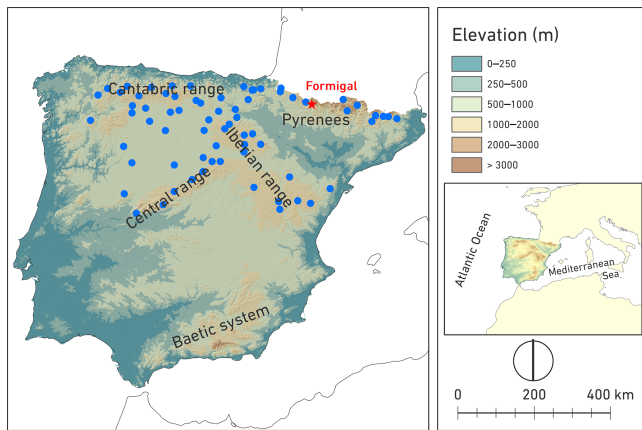 Formigal
Cantabric range
Pyrenees
Iberian range
Central range
Baetic system
Elevation (m)
0–250
250–500
500–1000
1000–2000
2000–3000
> 3000
Atlantic Ocean
Mediterranean
Sea
0 200 400 km